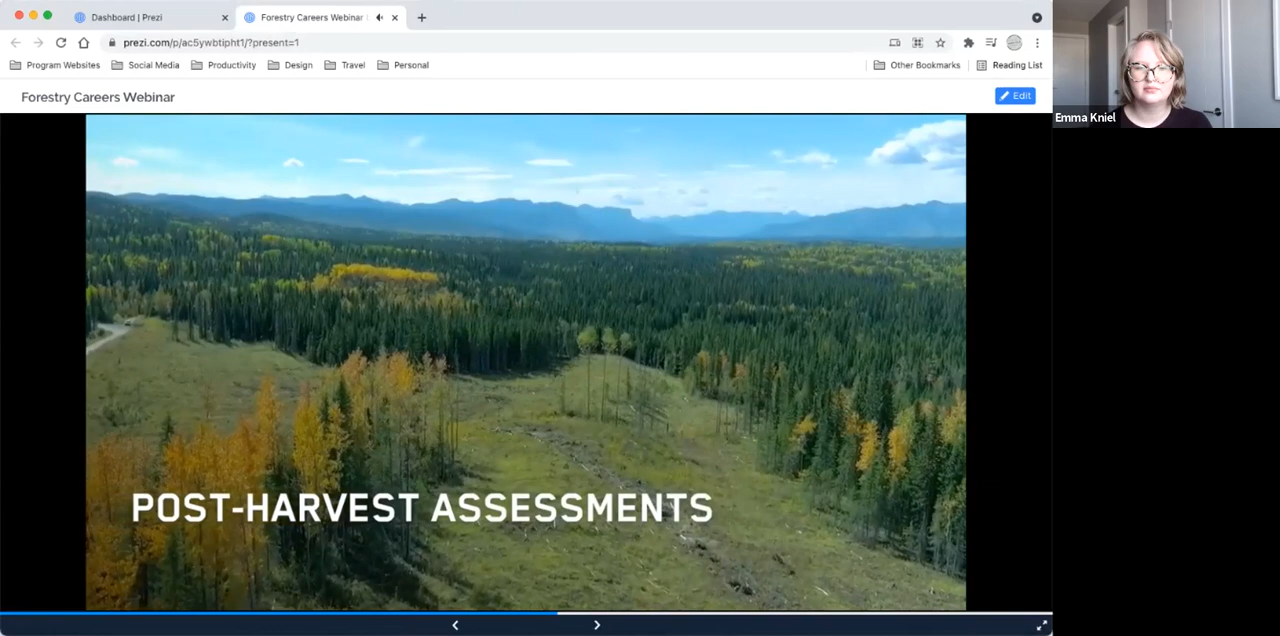 Dashboard | Prezi
Forestry Careers Webinar
prezi.com/p/ac5ywbtipht1/?present=1
Program Websites
Social Media
Productivity
Design
Travel
Personal
Other Bookmarks
Reading List
Forestry Careers Webinar
Edit
Emma Kniel
POST-HARVEST ASSESSMENTS